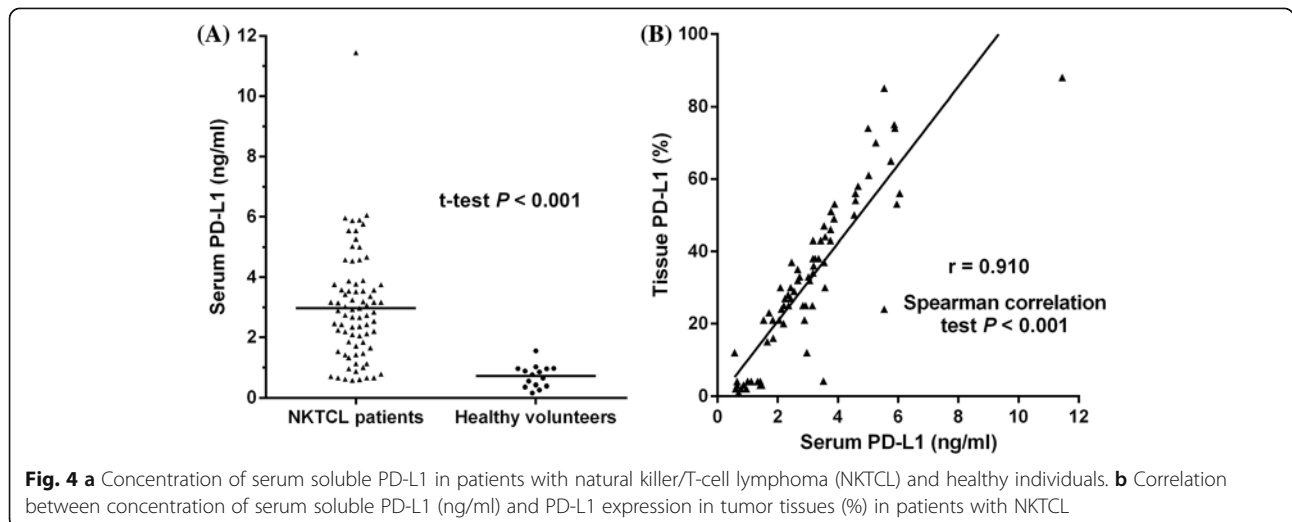 (A)
12
10
8
6
4
2
0
Serum PD-L1 (ng/ml)
t-test P < 0.001
NKTCL patients
Healthy volunteers
(B)
100
80
60
40
20
0
Tissue PD-L1 (%)
r = 0.910
Spearman correlation
test P < 0.001
0 2 4 6 8 10 12
Serum PD-L1 (ng/ml)
Fig. 4 a Concentration of serum soluble PD-L1 in patients with natural killer/T-cell lymphoma (NKTCL) and healthy individuals. b Correlation
between concentration of serum soluble PD-L1 (ng/ml) and PD-L1 expression in tumor tissues (%) in patients with NKTCL